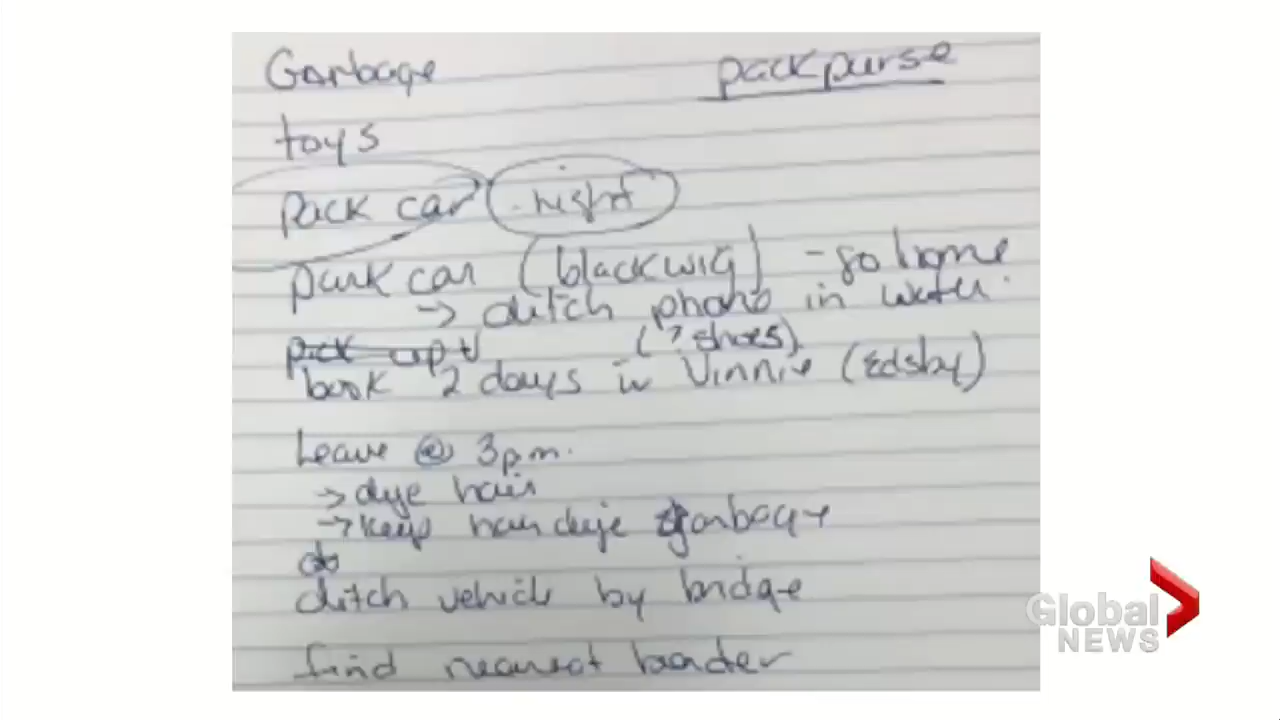 Garbage
pack purse
toys
Pack car night
park car (black wig) - go home
→ ditch phone in water.
(? shoes)
book 2 days in Vinnie (Edsby)
Leave @ 3pm.
→ dye hair
→ keep hair dye garbage
do
ditch vehicle by bridge
find nearest border
Global
NEWS